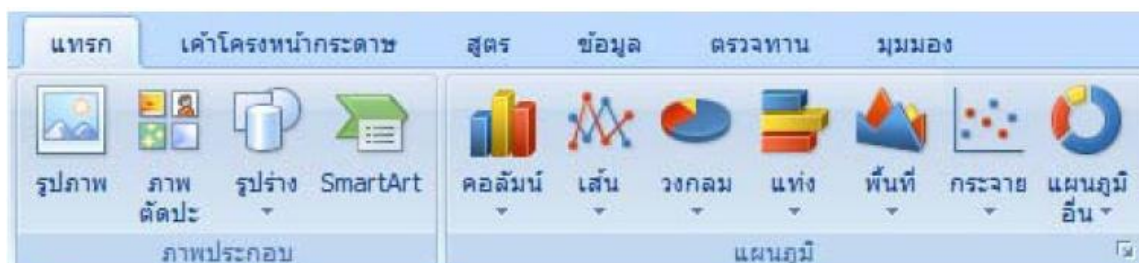 แทรก เค้าโครงหน้ากระดาษ สูตร ข้อมูล ตรวจทาน มุมมอง
รูปภาพ ภาพ รูปร่าง SmartArt คอลัมน์ เส้น วงกลม แท่ง พื้นที่ กระจาย แผนภูมิ
ตัดปะ อื่น
ภาพประกอบ แผนภูมิ